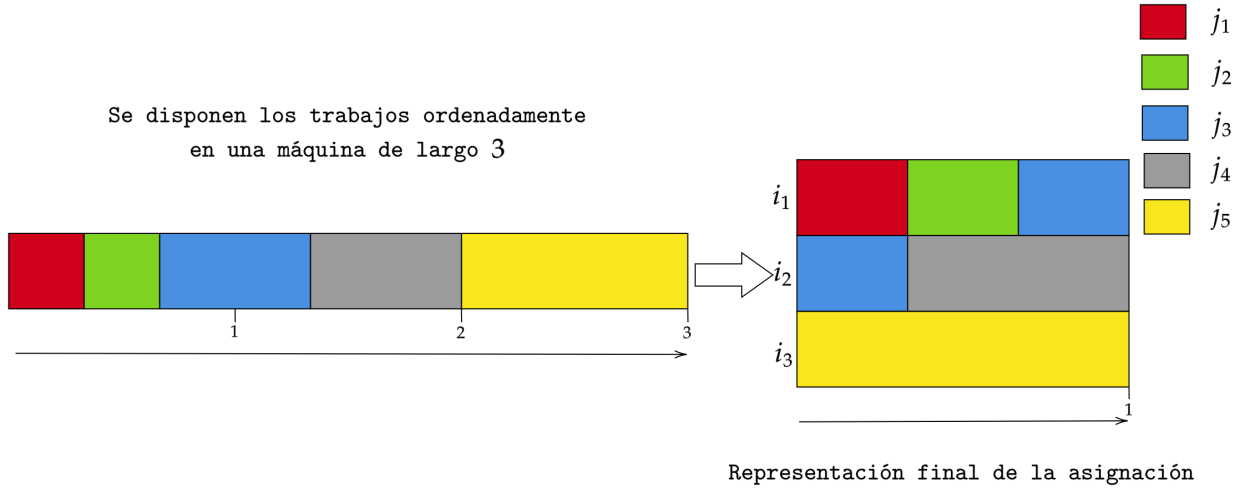 Se disponen los trabajos ordenadamente
en una máquina de largo 3
1
2
3
i₁
i₂
i₃
1
Representación final de la asignación
j₁
j₂
j₃
j₄
j₅